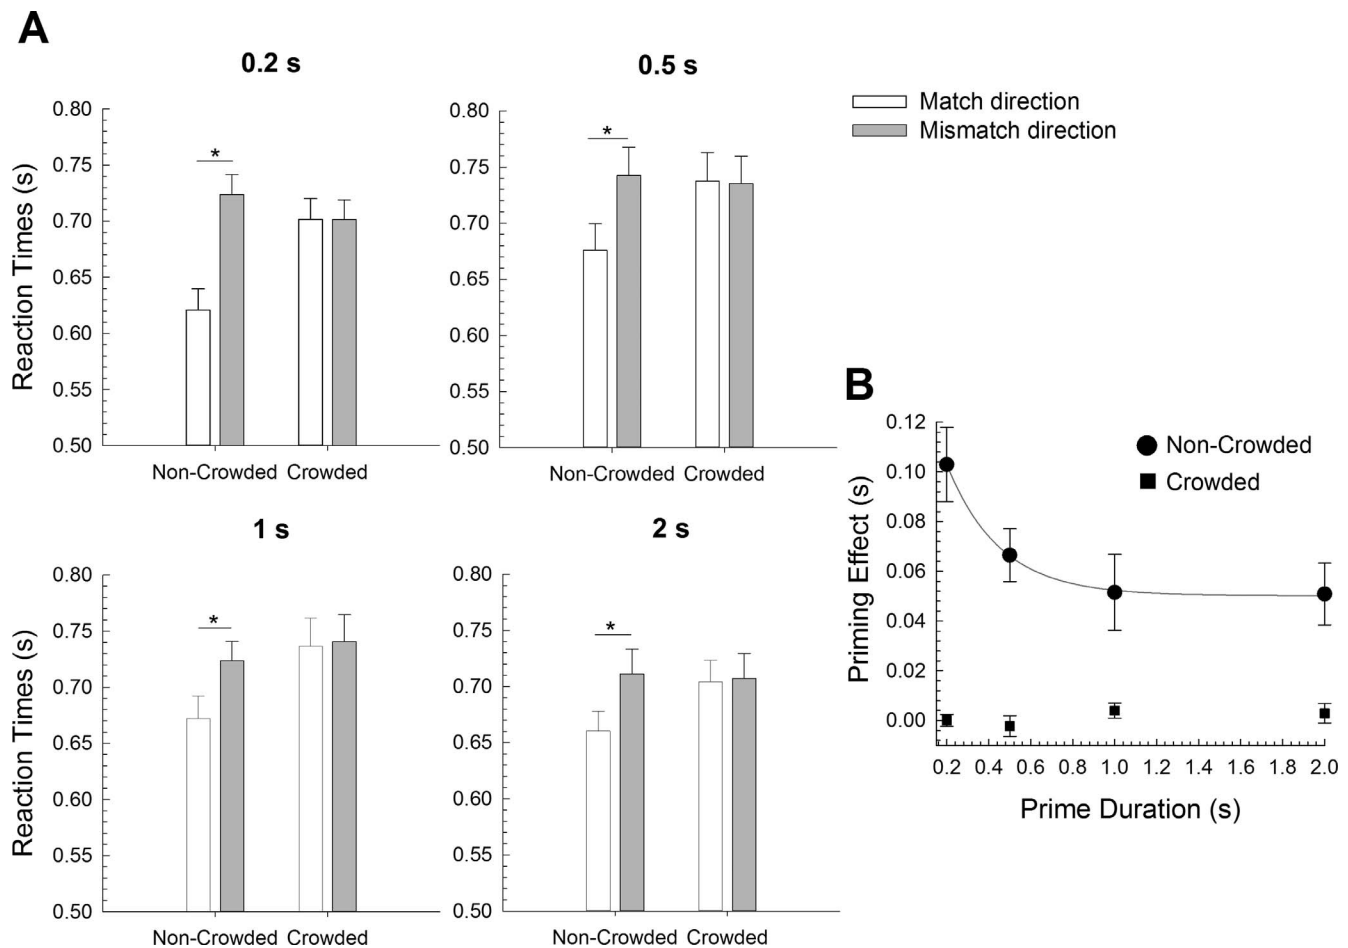 A
0.2 s
0.80
0.75
0.70
0.65
0.60
0.55
0.50
Reaction Times (s)
*
Non-Crowded Crowded
0.5 s
0.80
0.75
0.70
0.65
0.60
0.55
0.50
*
Non-Crowded Crowded
Match direction
Mismatch direction
1 s
0.80
0.75
0.70
0.65
0.60
0.55
0.50
Reaction Times (s)
*
Non-Crowded Crowded
2 s
0.80
0.75
0.70
0.65
0.60
0.55
0.50
*
Non-Crowded Crowded
B
0.12
0.10
0.08
0.06
0.04
0.02
0.00
Priming Effect (s)
Non-Crowded
Crowded
0.2 0.4 0.6 0.8 1.0 1.2 1.4 1.6 1.8 2.0
Prime Duration (s)